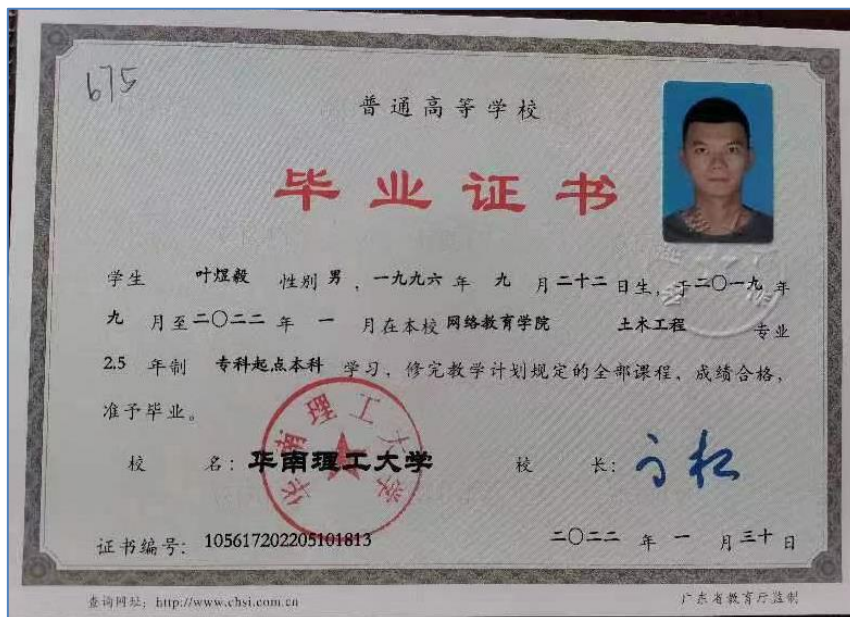 675
普通高等学校
毕业证书
学生 叶煜毅 性别 男 , 一九九六 年 九 月 二十二 日生, 于 二〇一九 年
九 月至 二〇二二 年 一 月在本校 网络教育学院 土木工程 专业
2.5 年制 专科起点本科 学习, 修完教学计划规定的全部课程, 成绩合格,
准予毕业。
校 名: 华南理工大学 校 长:
华南理工大学
证书编号: 105617202205101813 二〇二二 年 一 月 三十 日
查询网址: http://www.chsi.com.cn 广东省教育厅监制